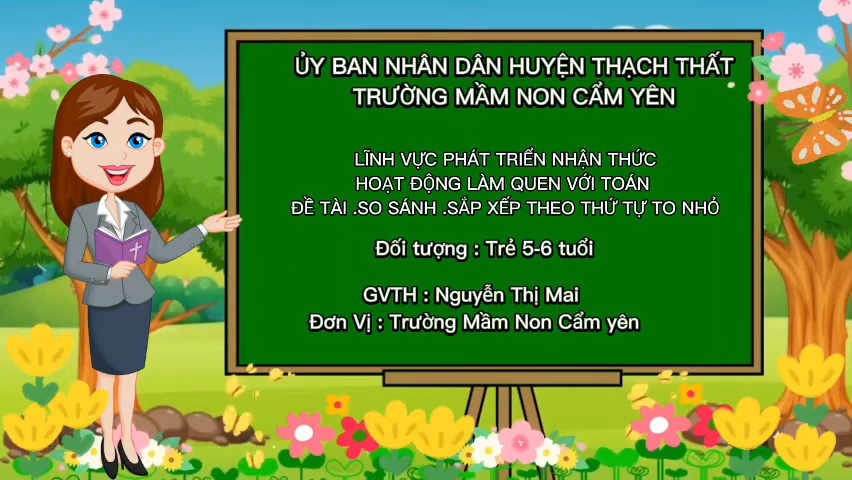 ỦY BAN NHÂN DÂN HUYỆN THẠCH THẤT
TRƯỜNG MẦM NON CẨM YÊN
LĨNH VỰC PHÁT TRIỂN NHẬN THỨC
HOẠT ĐỘNG LÀM QUEN VỚI TOÁN
ĐỀ TÀI .SO SÁNH .SẮP XẾP THEO THỨ TỰ TO NHỎ
Đối tượng : Trẻ 5-6 tuổi
GVTH : Nguyễn Thị Mai
Đơn Vị : Trường Mầm Non Cẩm yên